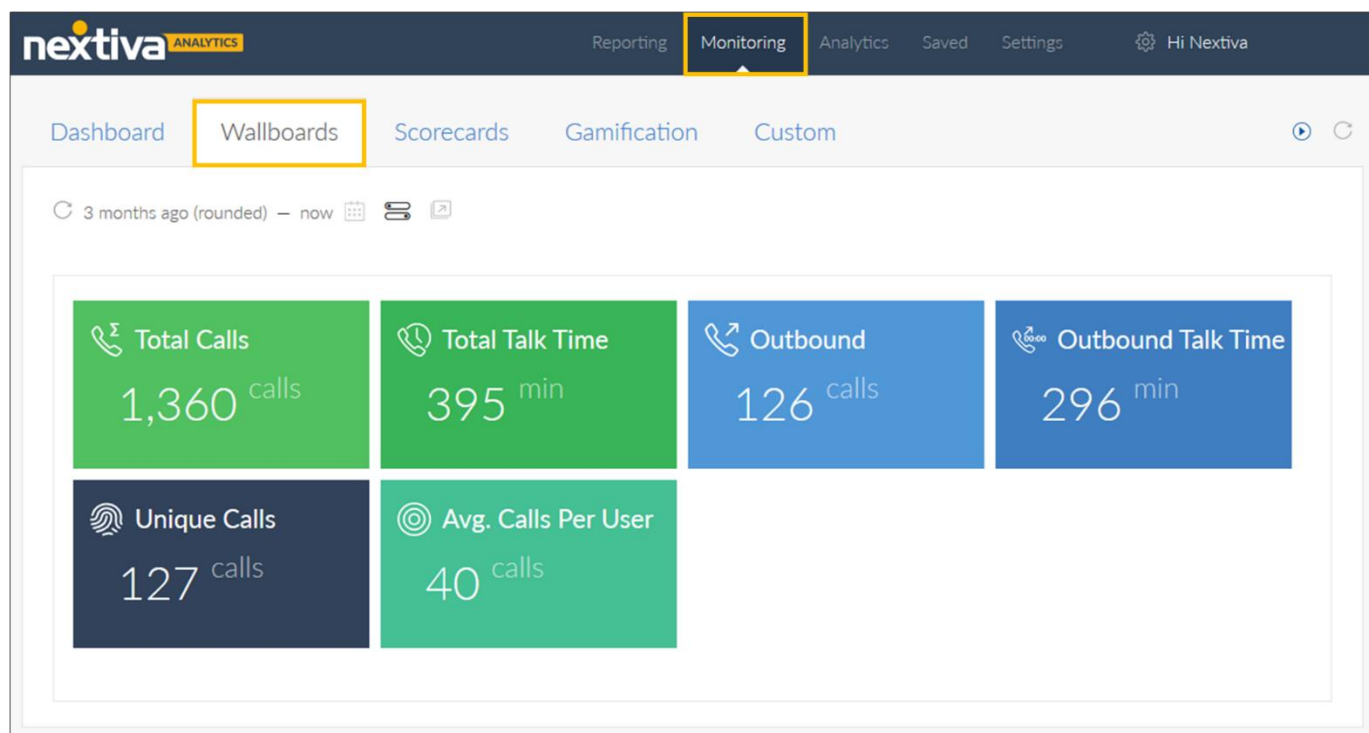 nextiva ANALYTICS Reporting Monitoring Analytics Saved Settings Hi Nextiva
Dashboard Wallboards Scorecards Gamification Custom
3 months ago (rounded) – now
Σ Total Calls
1,360 calls
Total Talk Time
395 min
Outbound
126 calls
00:00 Outbound Talk Time
296 min
Unique Calls
127 calls
Avg. Calls Per User
40 calls